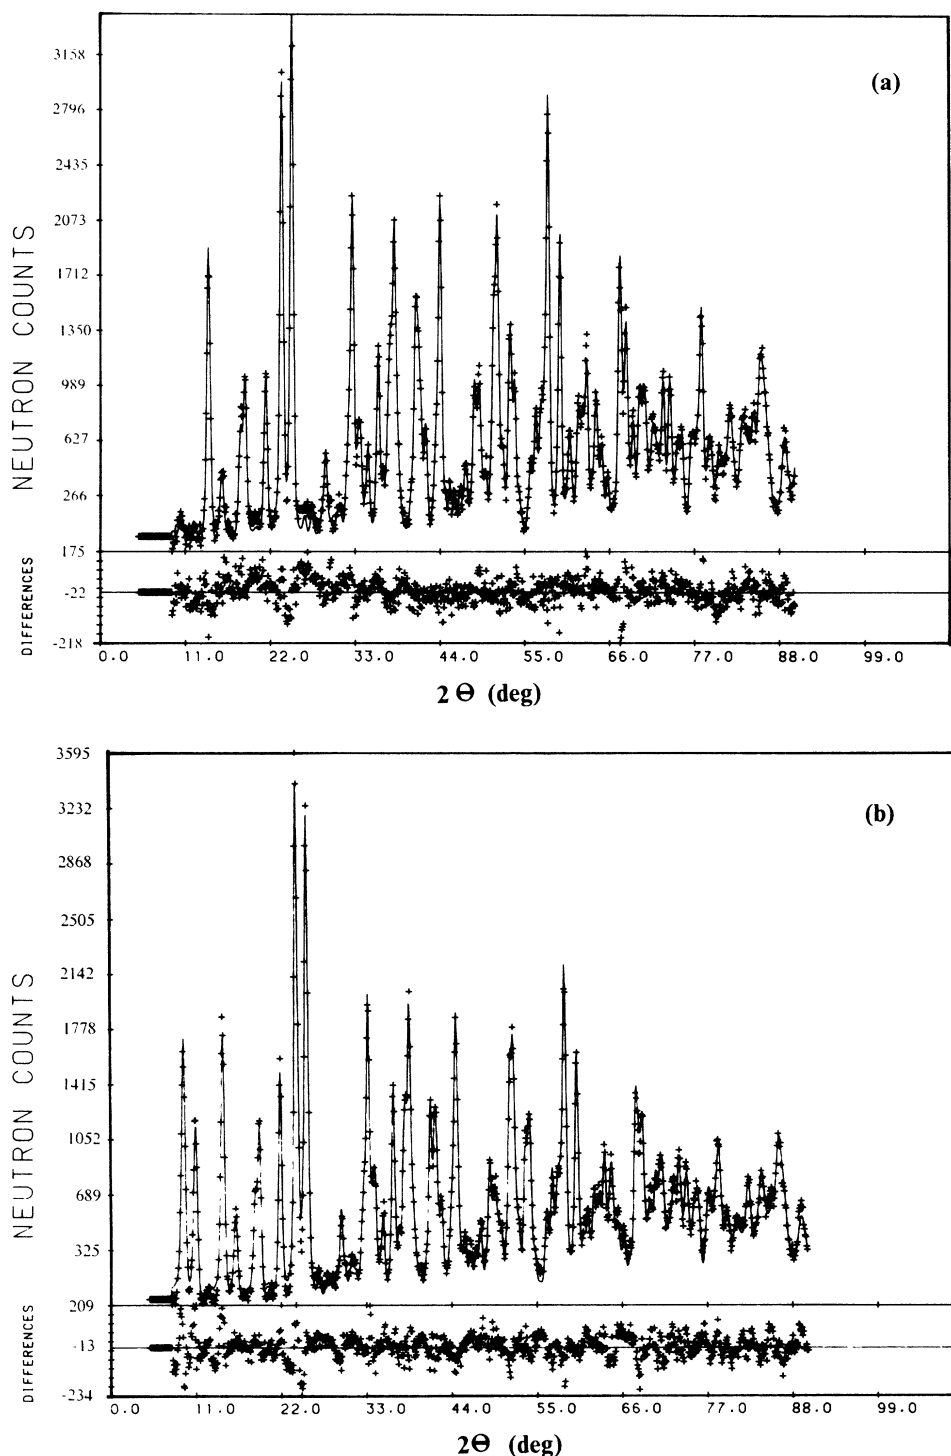 (a)
3158
2796
2435
2073
1712
1350
989
627
266
175
-22
-218
NEUTRON COUNTS
DIFFERENCES
0.0 11.0 22.0 33.0 44.0 55.0 66.0 77.0 88.0 99.0
2Θ (deg)
(b)
3595
3232
2868
2505
2142
1778
1415
1052
689
325
209
-13
-234
NEUTRON COUNTS
DIFFERENCES
0.0 11.0 22.0 33.0 44.0 55.0 66.0 77.0 88.0 99.0
2Θ (deg)